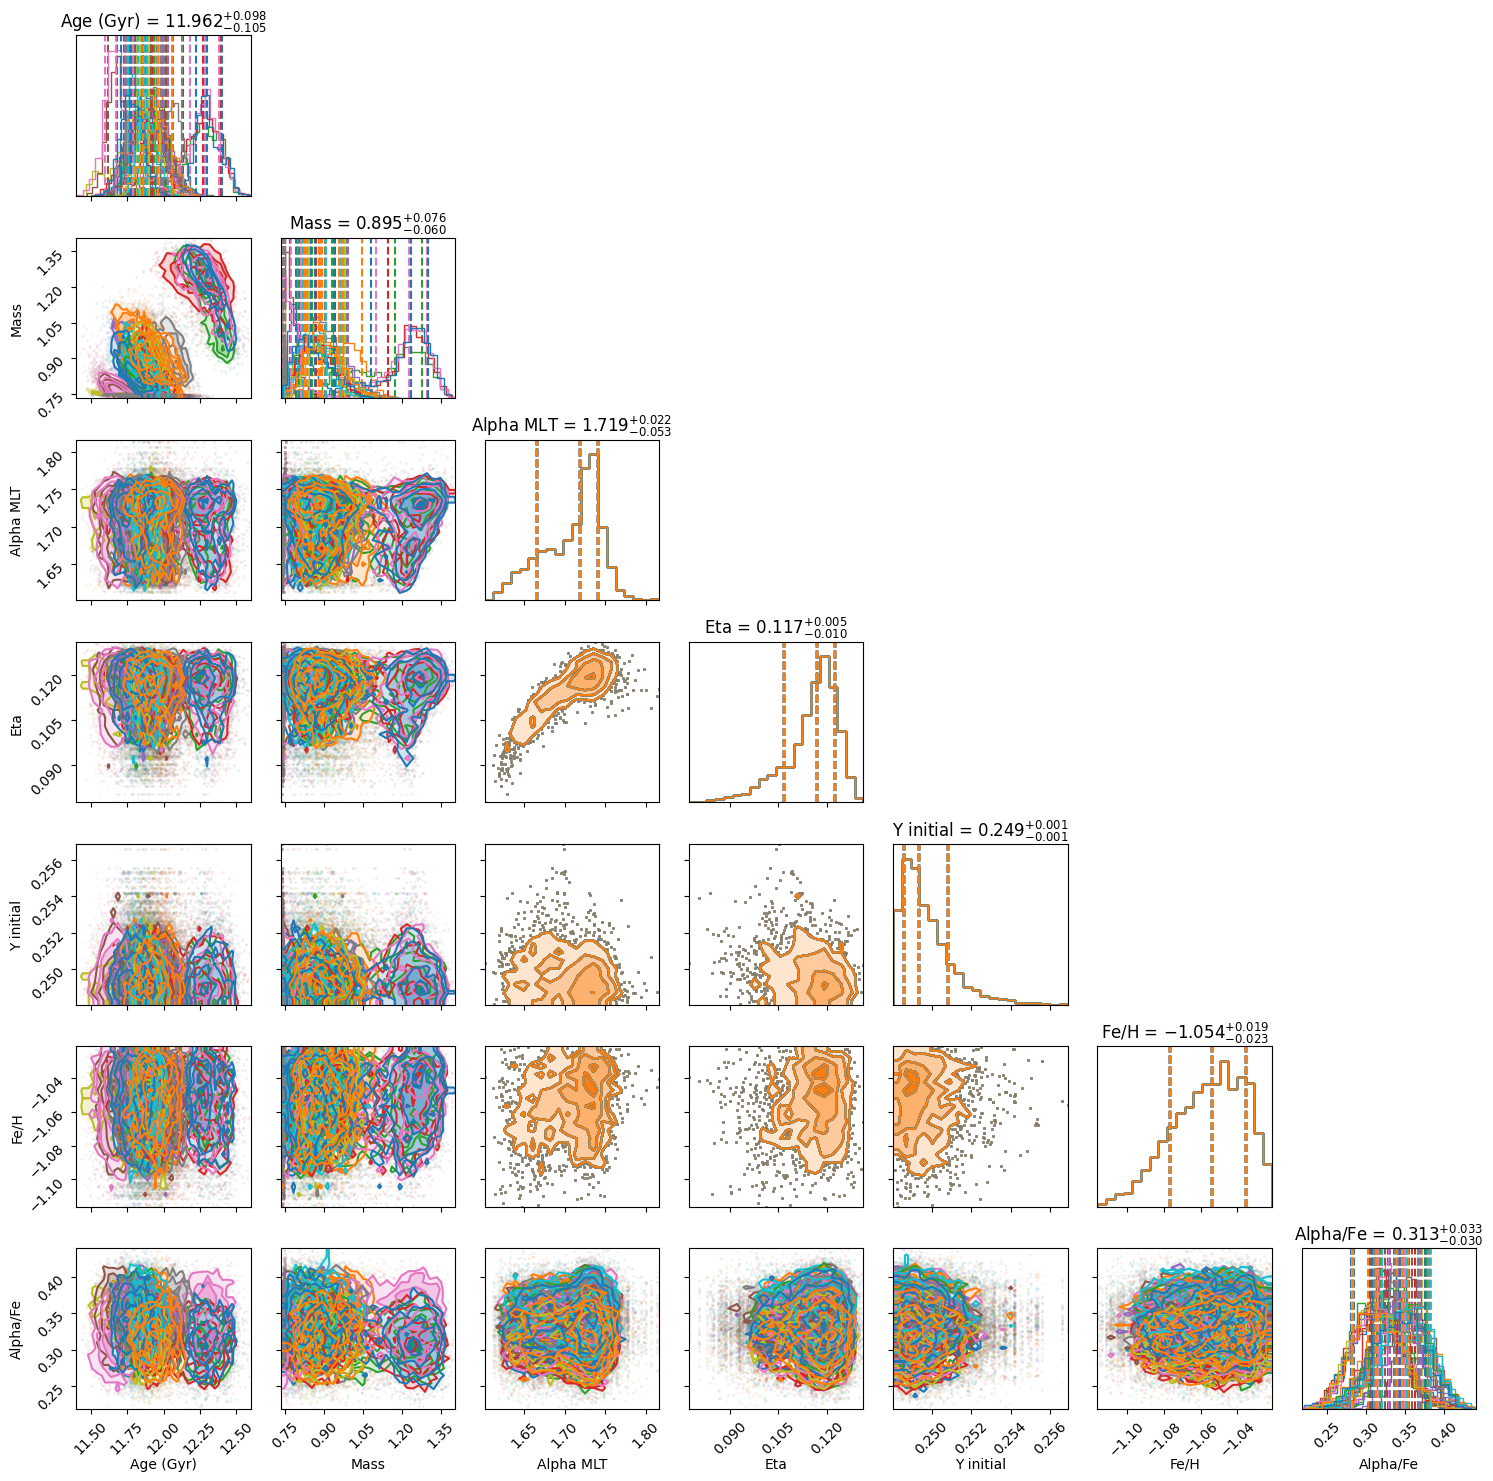 Age (Gyr) = 11.962 +0.098 −0.105
Mass = 0.895 +0.076 −0.060
1.35
1.20
1.05
0.90
0.75
Mass
Alpha MLT = 1.719 +0.022 −0.053
1.80
1.75
1.70
1.65
Alpha MLT
Eta = 0.117 +0.005 −0.010
0.120
0.105
0.090
Eta
Y initial = 0.249 +0.001 −0.001
0.256
0.254
0.252
0.250
Y initial
Fe/H = −1.054 +0.019 −0.023
−1.04
−1.06
−1.08
−1.10
Fe/H
Alpha/Fe = 0.313 +0.033 −0.030
0.40
0.35
0.30
0.25
Alpha/Fe
11.50 11.75 12.00 12.25 12.50
0.75 0.90 1.05 1.20 1.35
1.65 1.70 1.75 1.80
0.090 0.105 0.120
0.250 0.252 0.254 0.256
−1.10 −1.08 −1.06 −1.04
0.25 0.30 0.35 0.40
Age (Gyr) Mass Alpha MLT Eta Y initial Fe/H Alpha/Fe